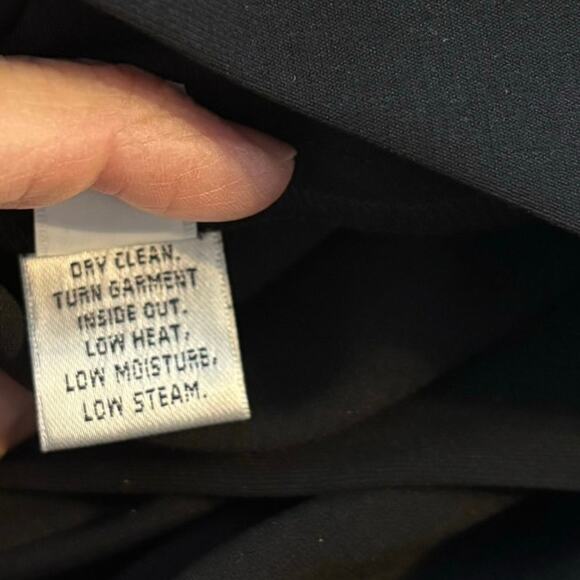 DRY CLEAN.
TURN GARMENT
INSIDE OUT.
LOW HEAT,
LOW MOISTURE,
LOW STEAM.